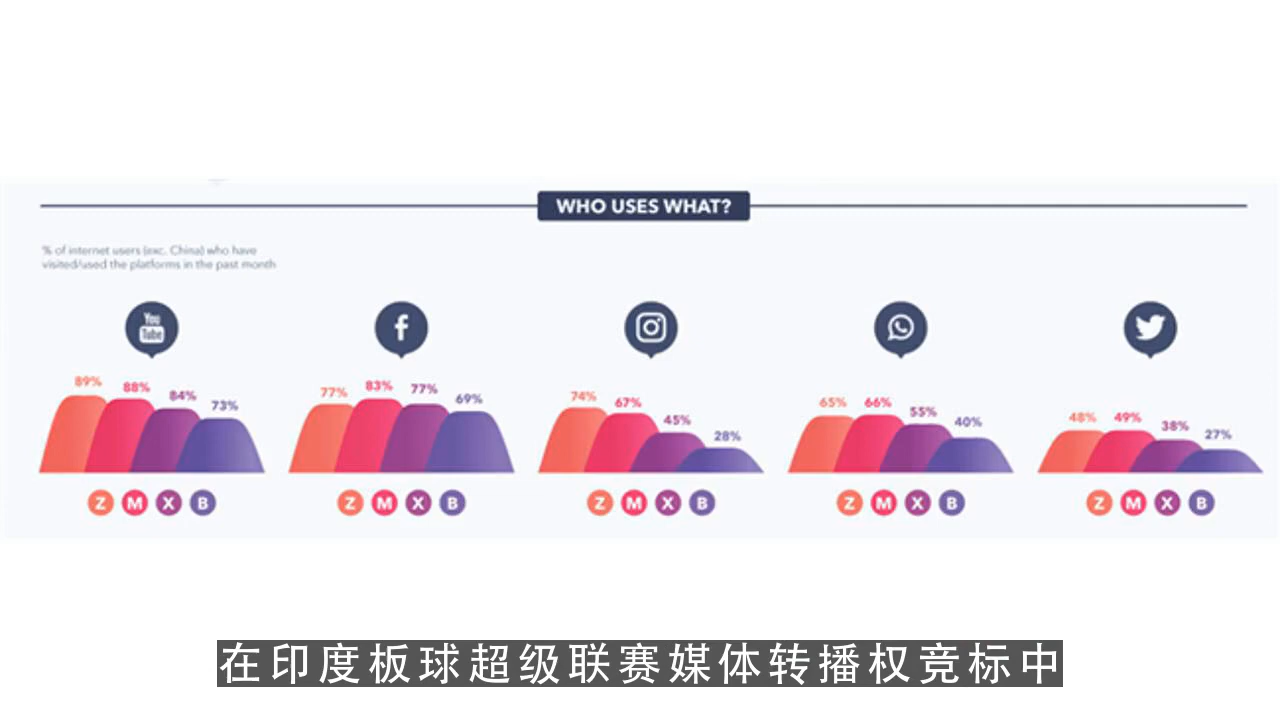 WHO USES WHAT?
% of internet users (exc. China) who have
visited/used the platforms in the past month
You
Tube
89%
88%
84%
73%
Z M X B
77%
83%
77%
69%
Z M X B
74%
67%
45%
28%
Z M X B
65%
66%
55%
40%
Z M X B
48%
49%
38%
27%
Z M X B
在印度板球超级联赛媒体转播权竞标中